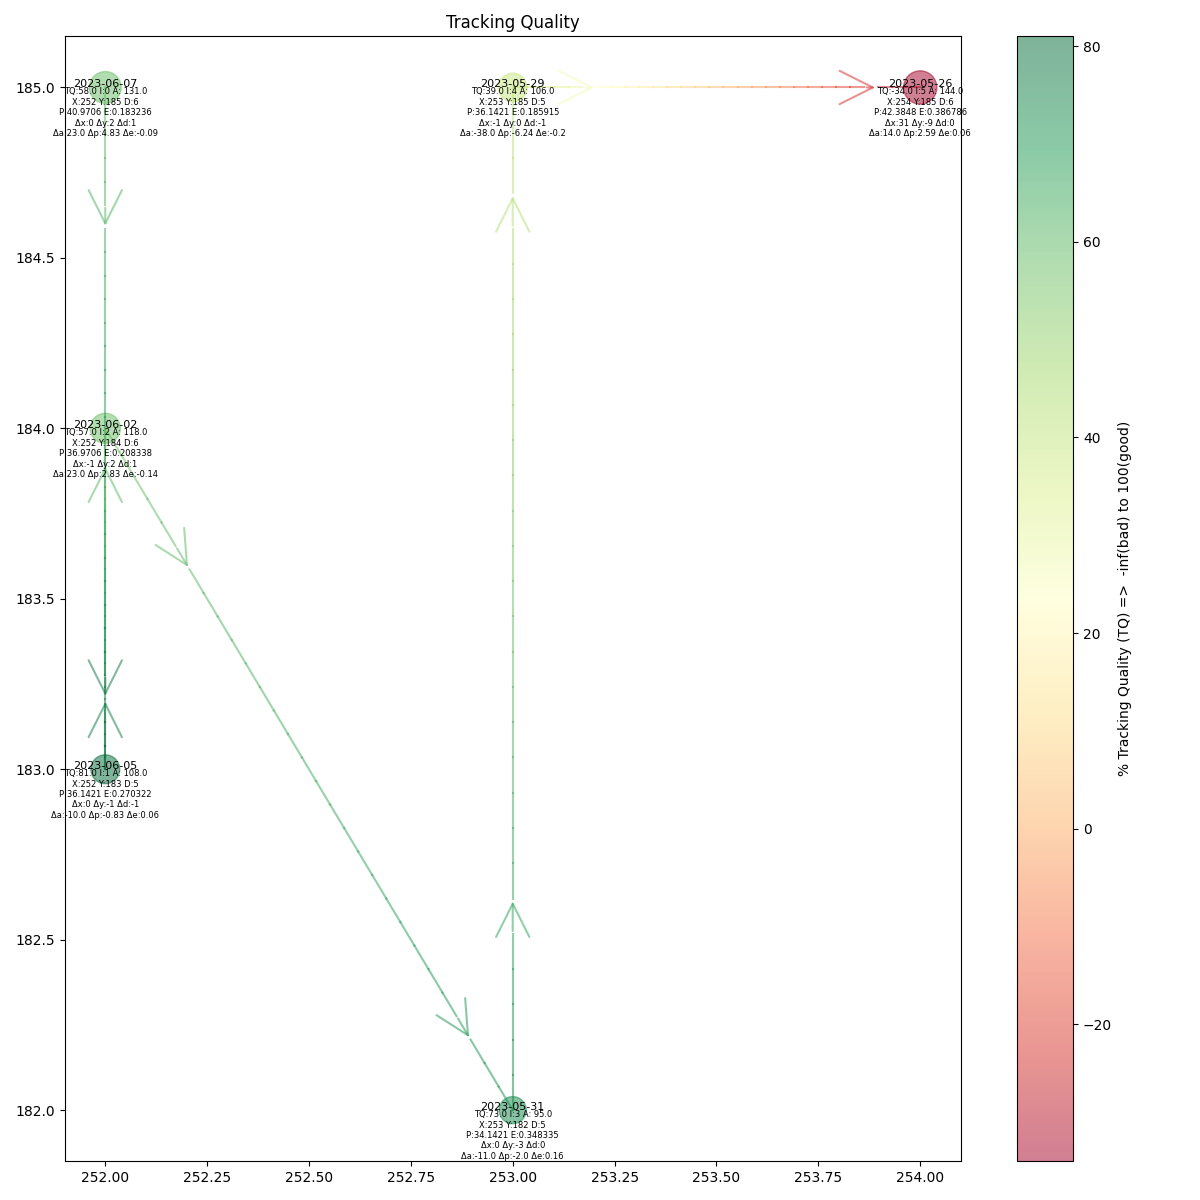 Tracking Quality
2023-06-07
TQ:58.0 I:0 A: 131.0
X:252 Y:185 D:6
P:40.9706 E:0.183236
Δx:0 Δy:2 Δd:1
Δa:23.0 Δp:4.83 Δe:-0.09
2023-05-29
TQ:39.0 I:4 A: 106.0
X:253 Y:185 D:5
P:36.1421 E:0.185915
Δx:-1 Δy:0 Δd:-1
Δa:-38.0 Δp:-6.24 Δe:-0.2
2023-05-26
TQ:-34.0 I:5 A: 144.0
X:254 Y:185 D:6
P:42.3848 E:0.386786
Δx:31 Δy:-9 Δd:0
Δa:14.0 Δp:2.59 Δe:0.06
2023-06-02
TQ:57.0 I:2 A: 118.0
X:252 Y:184 D:6
P:36.9706 E:0.208338
Δx:-1 Δy:2 Δd:1
Δa:23.0 Δp:2.83 Δe:-0.14
2023-06-05
TQ:81.0 I:1 A: 108.0
X:252 Y:183 D:5
P:36.1421 E:0.270322
Δx:0 Δy:-1 Δd:-1
Δa:-10.0 Δp:-0.83 Δe:0.06
2023-05-31
TQ:73.0 I:3 A: 95.0
X:253 Y:182 D:5
P:34.1421 E:0.348335
Δx:0 Δy:-3 Δd:0
Δa:-11.0 Δp:-2.0 Δe:0.16
185.0
184.5
184.0
183.5
183.0
182.5
182.0
252.00 252.25 252.50 252.75 253.00 253.25 253.50 253.75 254.00
80
60
40
20
0
−20
% Tracking Quality (TQ) => -inf(bad) to 100(good)